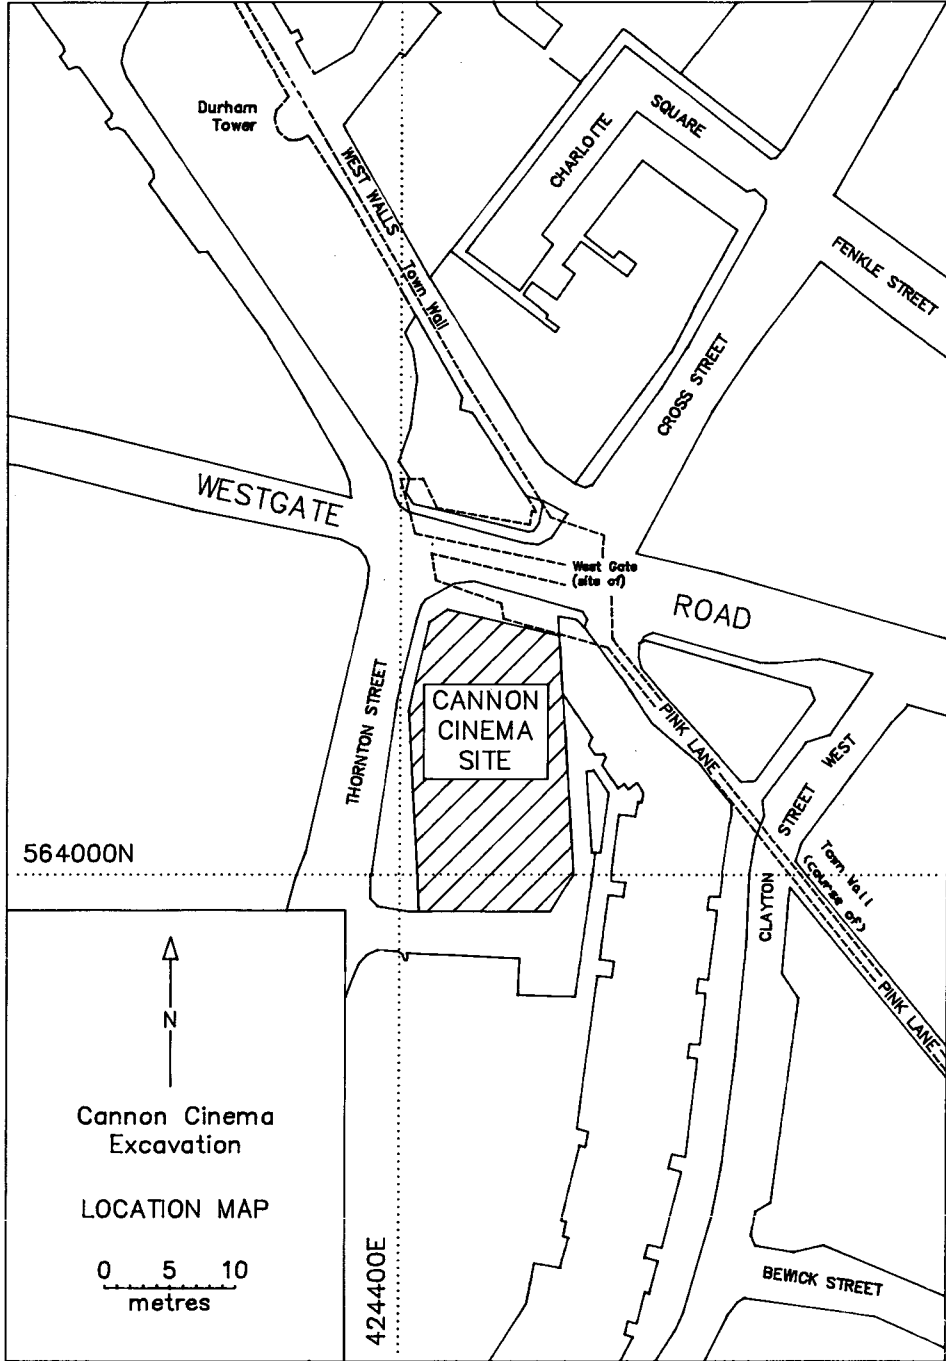 Durham
Tower
WEST WALLS
Town Wall
CHARLOTTE
SQUARE
FENKLE STREET
CROSS STREET
WESTGATE
ROAD
West Gate
(site of)
THORNTON STREET
CANNON
CINEMA
SITE
PINK LANE
STREET WEST
CLAYTON
Town Wall
(course of)
PINK LANE
564000N
N
Cannon Cinema
Excavation
LOCATION MAP
0 5 10
metres
424400E
BEWICK STREET